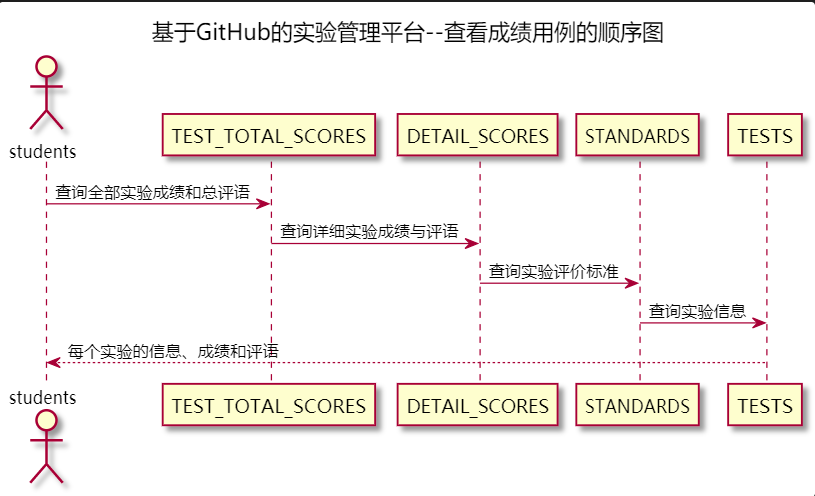 基于GitHub的实验管理平台--查看成绩用例的顺序图
students
TEST_TOTAL_SCORES
DETAIL_SCORES
STANDARDS
TESTS
查询全部实验成绩和总评语
查询详细实验成绩与评语
查询实验评价标准
查询实验信息
每个实验的信息、成绩和评语
students
TEST_TOTAL_SCORES
DETAIL_SCORES
STANDARDS
TESTS